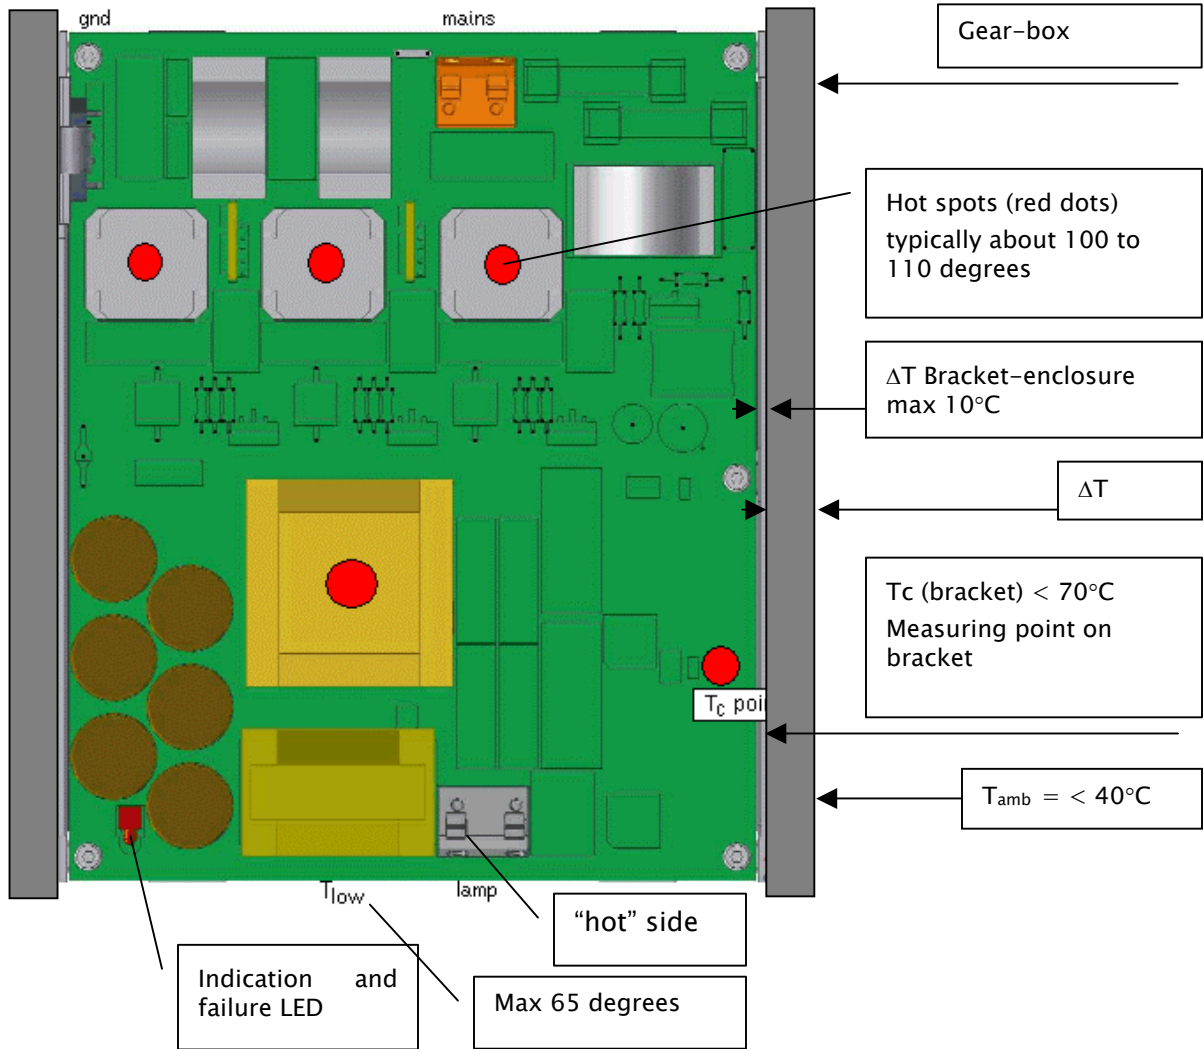 gnd
mains
Gear-box
Hot spots (red dots)
typically about 100 to
110 degrees
ΔT Bracket-enclosure
max 10°C
ΔT
Tc (bracket) < 70°C
Measuring point on
bracket
Tc poi
Tamb = < 40°C
Tlow
lamp
“hot” side
Indication and
failure LED
Max 65 degrees